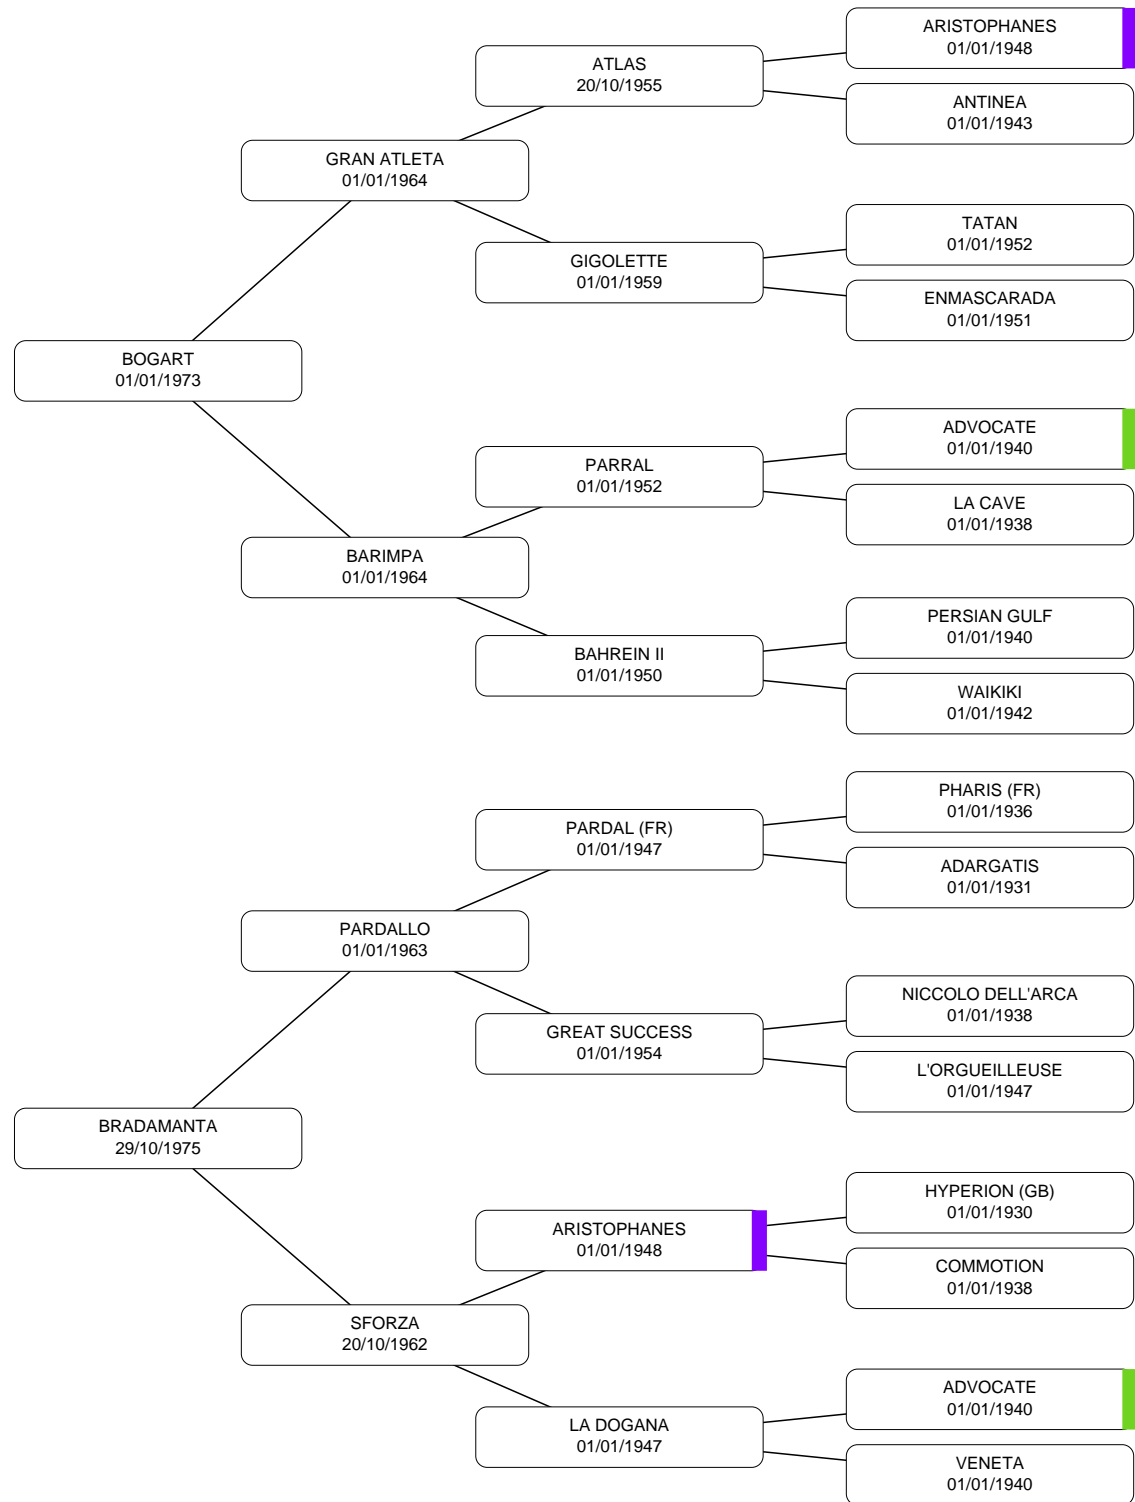 ARISTOPHANES
01/01/1948
ATLAS
20/10/1955
ANTINEA
01/01/1943
GRAN ATLETA
01/01/1964
TATAN
01/01/1952
GIGOLETTE
01/01/1959
ENMASCARADA
01/01/1951
BOGART
01/01/1973
ADVOCATE
01/01/1940
PARRAL
01/01/1952
LA CAVE
01/01/1938
BARIMPA
01/01/1964
PERSIAN GULF
01/01/1940
BAHREIN II
01/01/1950
WAIKIKI
01/01/1942
PHARIS (FR)
01/01/1936
PARDAL (FR)
01/01/1947
ADARGATIS
01/01/1931
PARDALLO
01/01/1963
NICCOLO DELL'ARCA
01/01/1938
GREAT SUCCESS
01/01/1954
L'ORGUEILLEUSE
01/01/1947
BRADAMANTA
29/10/1975
HYPERION (GB)
01/01/1930
ARISTOPHANES
01/01/1948
COMMOTION
01/01/1938
SFORZA
20/10/1962
ADVOCATE
01/01/1940
LA DOGANA
01/01/1947
VENETA
01/01/1940